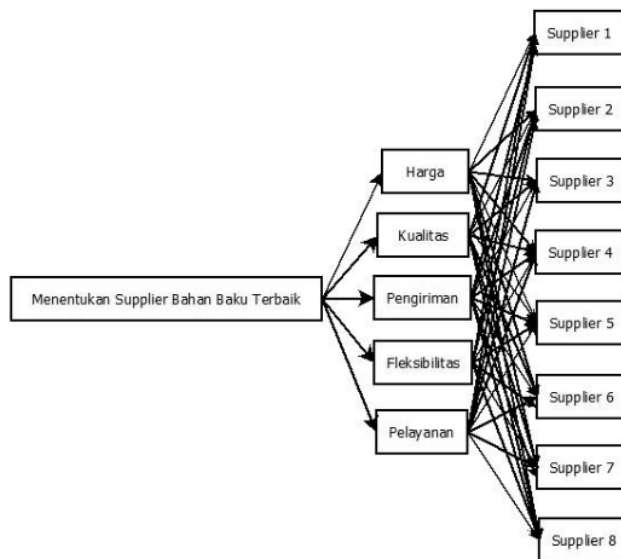 Menentukan Supplier Bahan Baku Terbaik
Harga
Kualitas
Pengiriman
Fleksibilitas
Pelayanan
Supplier 1
Supplier 2
Supplier 3
Supplier 4
Supplier 5
Supplier 6
Supplier 7
Supplier 8